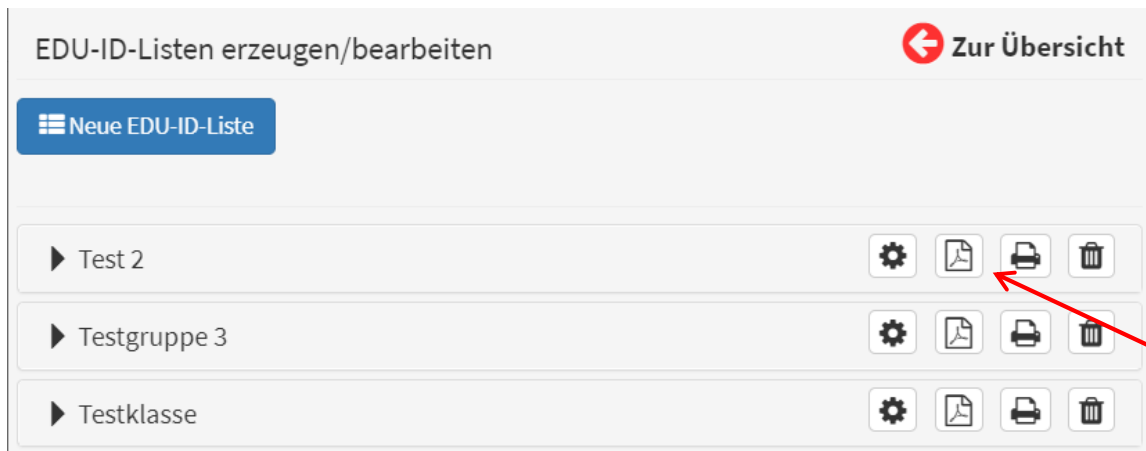 EDU-ID-Listen erzeugen/bearbeiten
Zur Übersicht
Neue EDU-ID-Liste
Test 2
Testgruppe 3
Testklasse